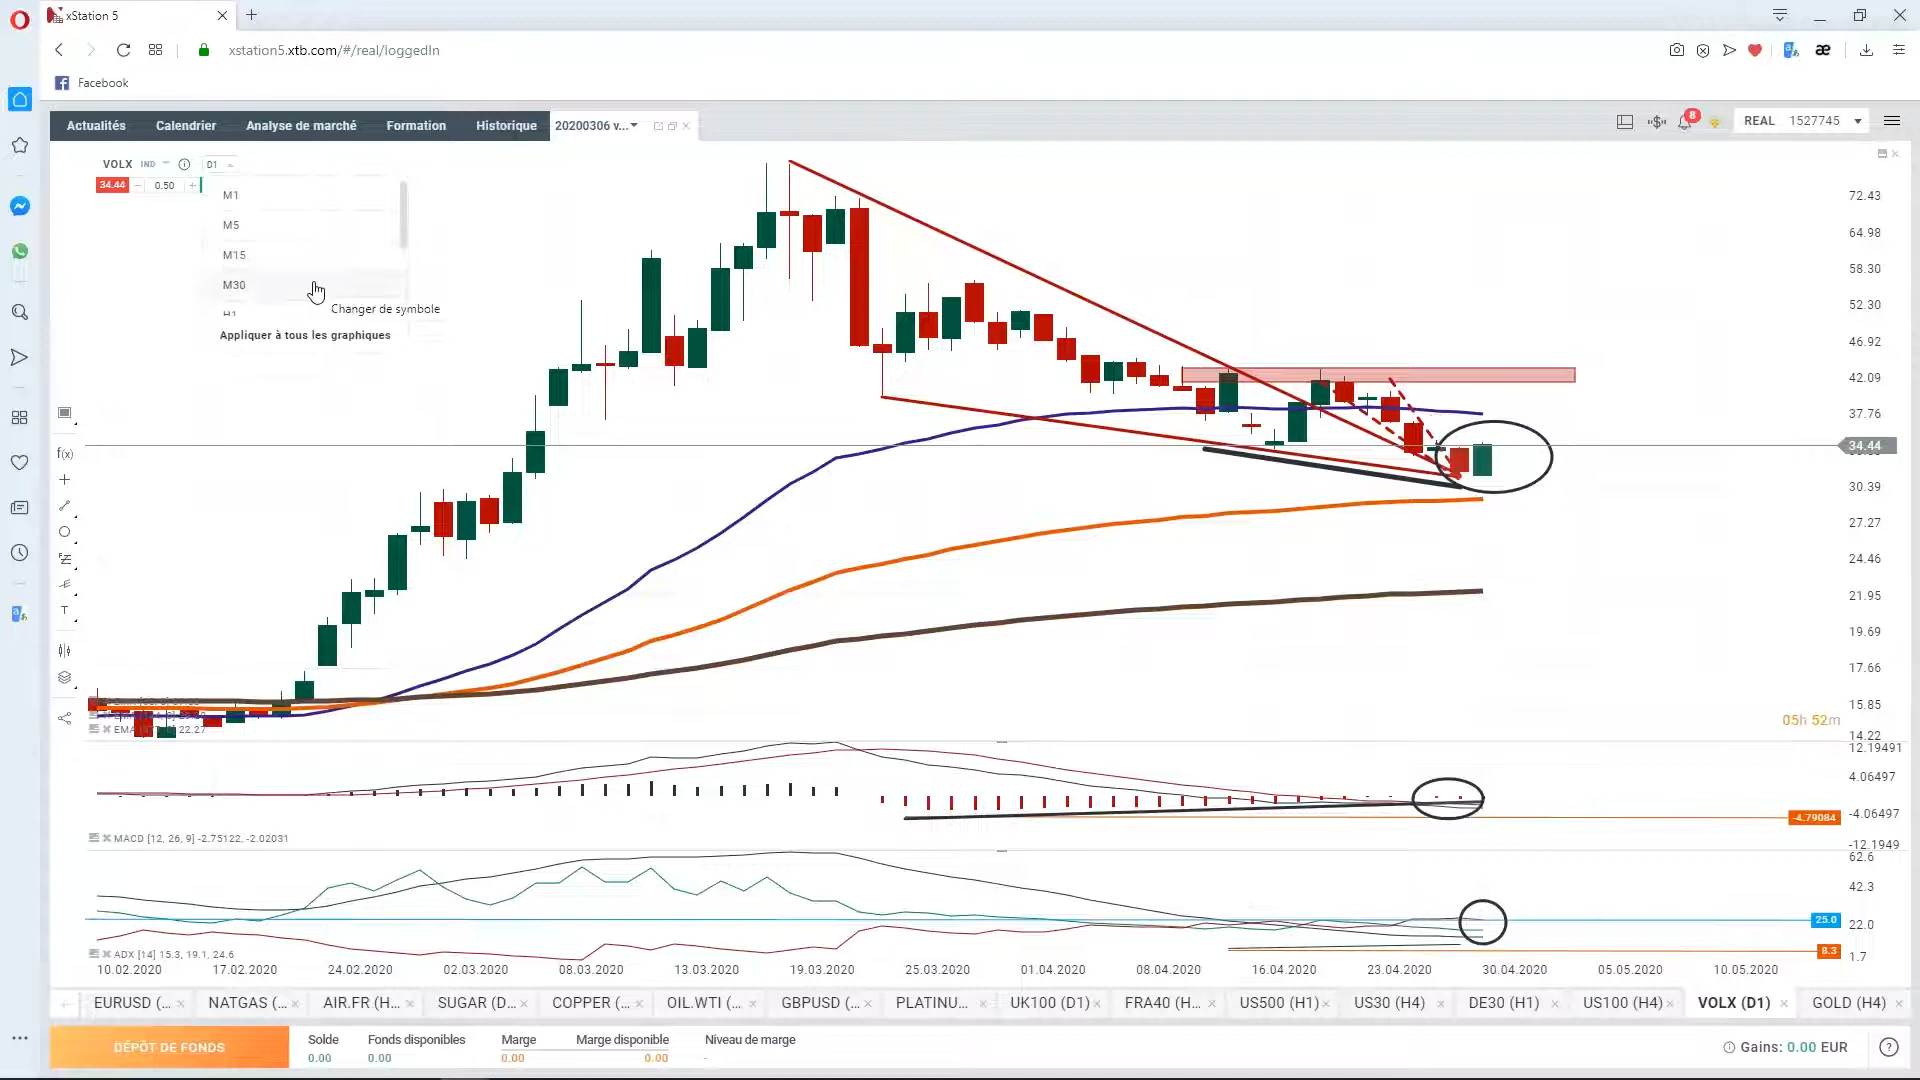 xStation 5
xstation5.xtb.com/#/real/loggedIn
Facebook
Actualités Calendrier Analyse de marché Formation Historique 20200306 v...
8
REAL 1527745
VOLX IND D1
34.44 0.50
M1
M5
M15
M30
H1
Changer de symbole
Appliquer à tous les graphiques
72.43
64.98
58.30
52.30
46.92
42.09
37.76
34.44
30.39
27.27
24.46
21.95
19.69
17.66
15.85
14.22
05h 52m
22.27
f(x)
T
12.19491
4.06497
-4.06497
-4.79084
-12.1949
MACD [12, 26, 9] -2.75122, -2.02031
62.6
42.3
25.0
22.0
8.3
1.7
ADX [14] 15.3, 19.1, 24.6
10.02.2020 17.02.2020 24.02.2020 02.03.2020 08.03.2020 13.03.2020 19.03.2020 25.03.2020 01.04.2020 08.04.2020 16.04.2020 23.04.2020 30.04.2020 05.05.2020 10.05.2020
EURUSD (... NATGAS (... AIR.FR (H... SUGAR (D... COPPER (... OIL.WTI (... GBPUSD (... PLATINU... UK100 (D1) FRA40 (H... US500 (H1) US30 (H4) DE30 (H1) US100 (H4) VOLX (D1) GOLD (H4)
DÉPÔT DE FONDS
Solde Fonds disponibles Marge Marge disponible Niveau de marge
0.00 0.00 0.00 0.00 -
Gains: 0.00 EUR